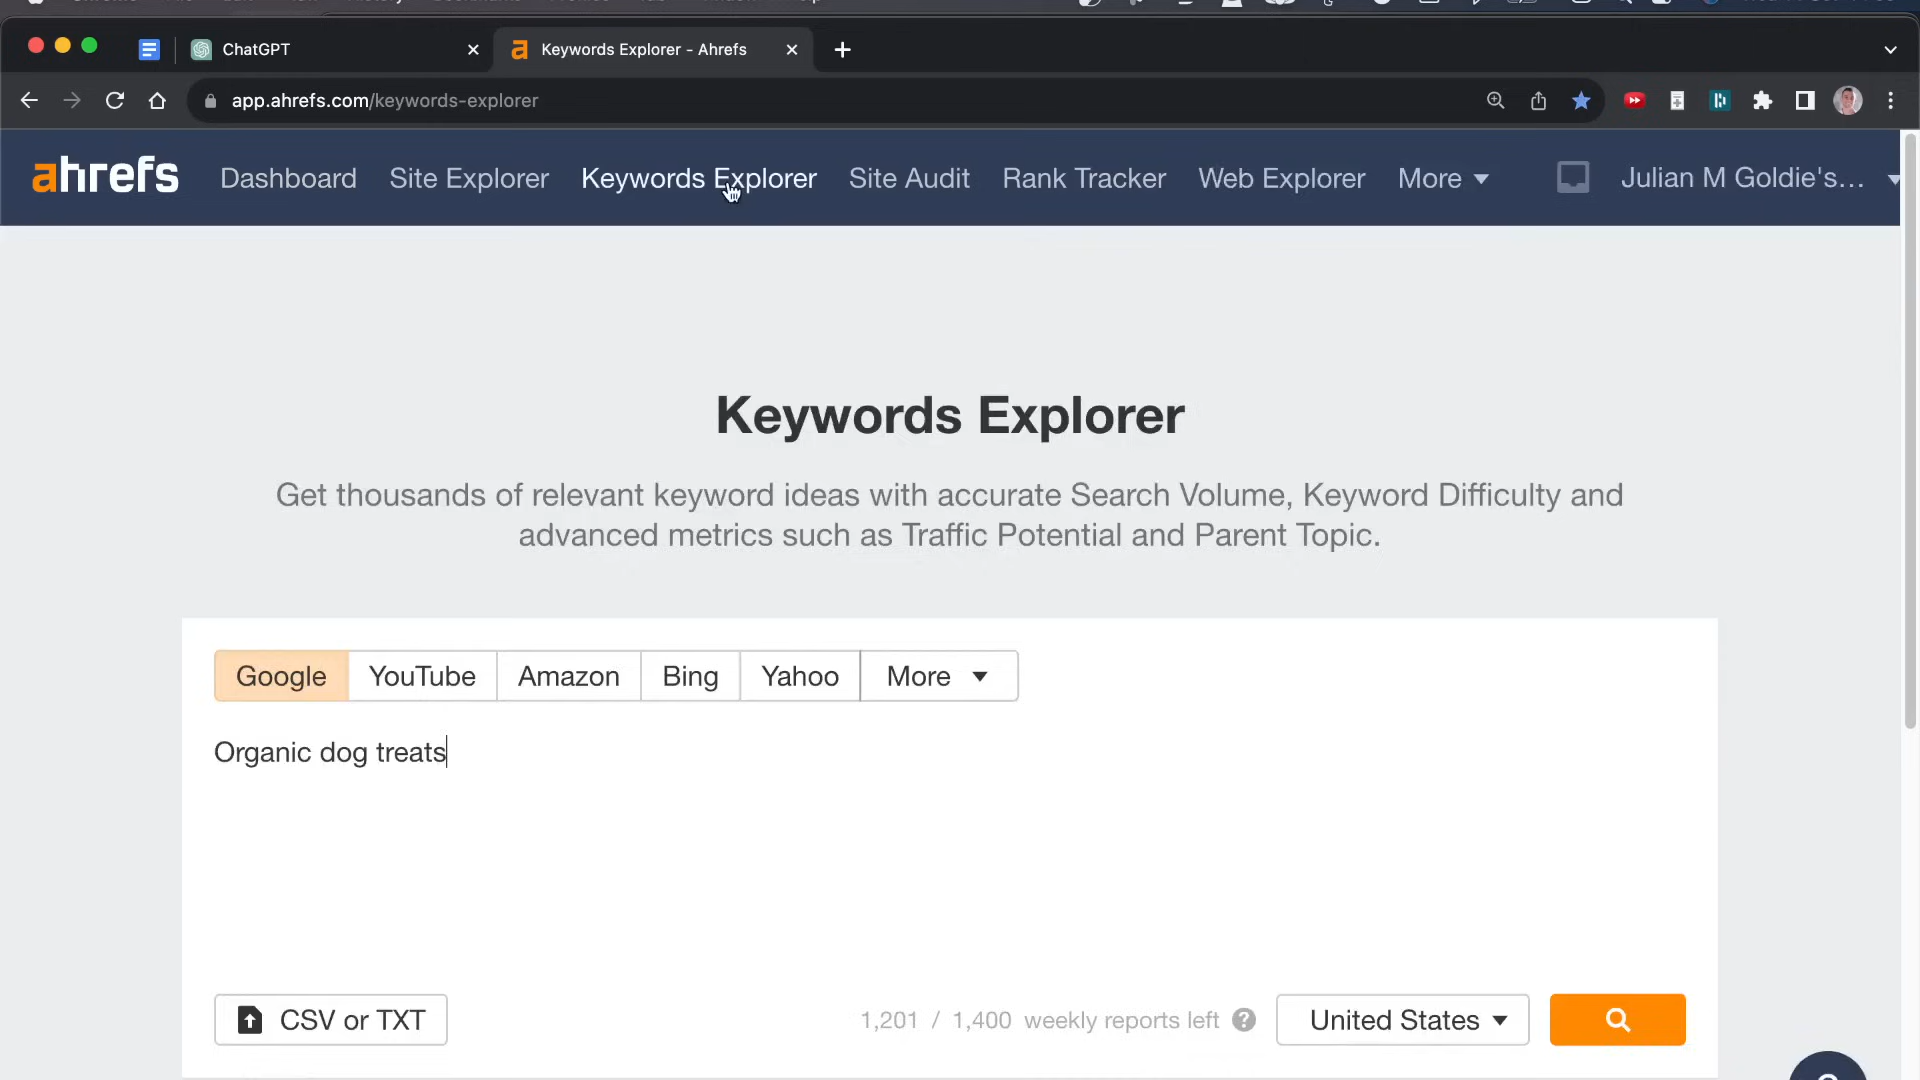 ChatGPT
Keywords Explorer - Ahrefs
app.ahrefs.com/keywords-explorer
ahrefs Dashboard Site Explorer Keywords Explorer Site Audit Rank Tracker Web Explorer More Julian M Goldie's...
Keywords Explorer
Get thousands of relevant keyword ideas with accurate Search Volume, Keyword Difficulty and
advanced metrics such as Traffic Potential and Parent Topic.
Google YouTube Amazon Bing Yahoo More
Organic dog treats
CSV or TXT 1,201 / 1,400 weekly reports left ? United States